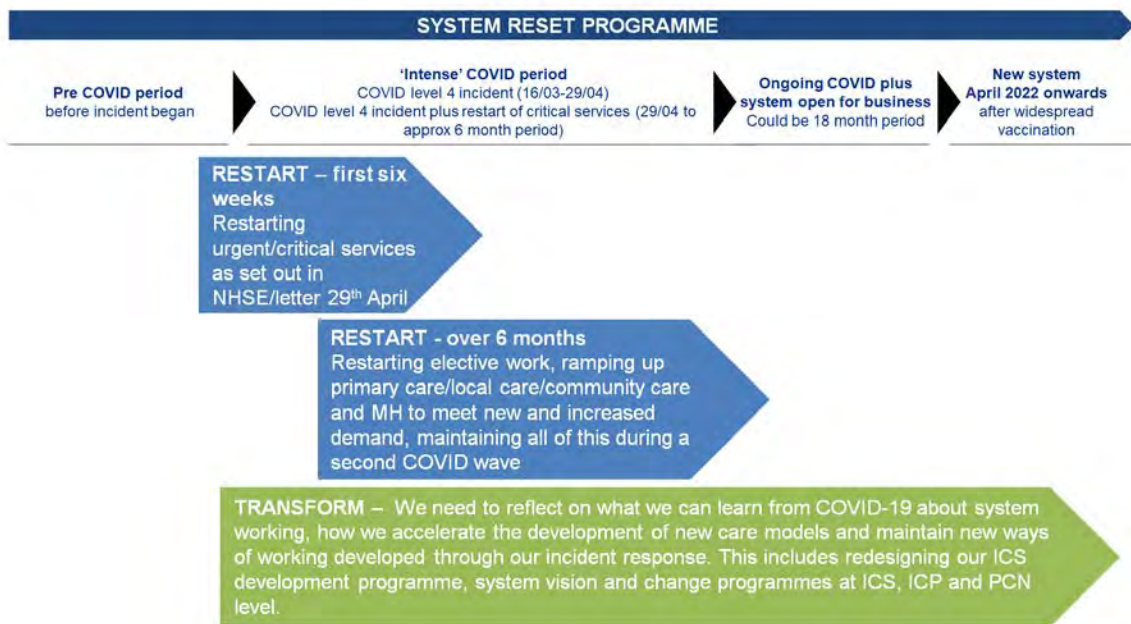 SYSTEM RESET PROGRAMME
Pre COVID period
before incident began
'Intense' COVID period
COVID level 4 incident (16/03-29/04)
COVID level 4 incident plus restart of critical services (29/04 to
approx 6 month period)
Ongoing COVID plus
system open for business
Could be 18 month period
New system
April 2022 onwards
after widespread
vaccination
RESTART – first six
weeks
Restarting
urgent/critical services
as set out in
NHSE/letter 29th April
RESTART - over 6 months
Restarting elective work, ramping up
primary care/local care/community care
and MH to meet new and increased
demand, maintaining all of this during a
second COVID wave
TRANSFORM – We need to reflect on what we can learn from COVID-19 about system
working, how we accelerate the development of new care models and maintain new ways
of working developed through our incident response. This includes redesigning our ICS
development programme, system vision and change programmes at ICS, ICP and PCN
level.